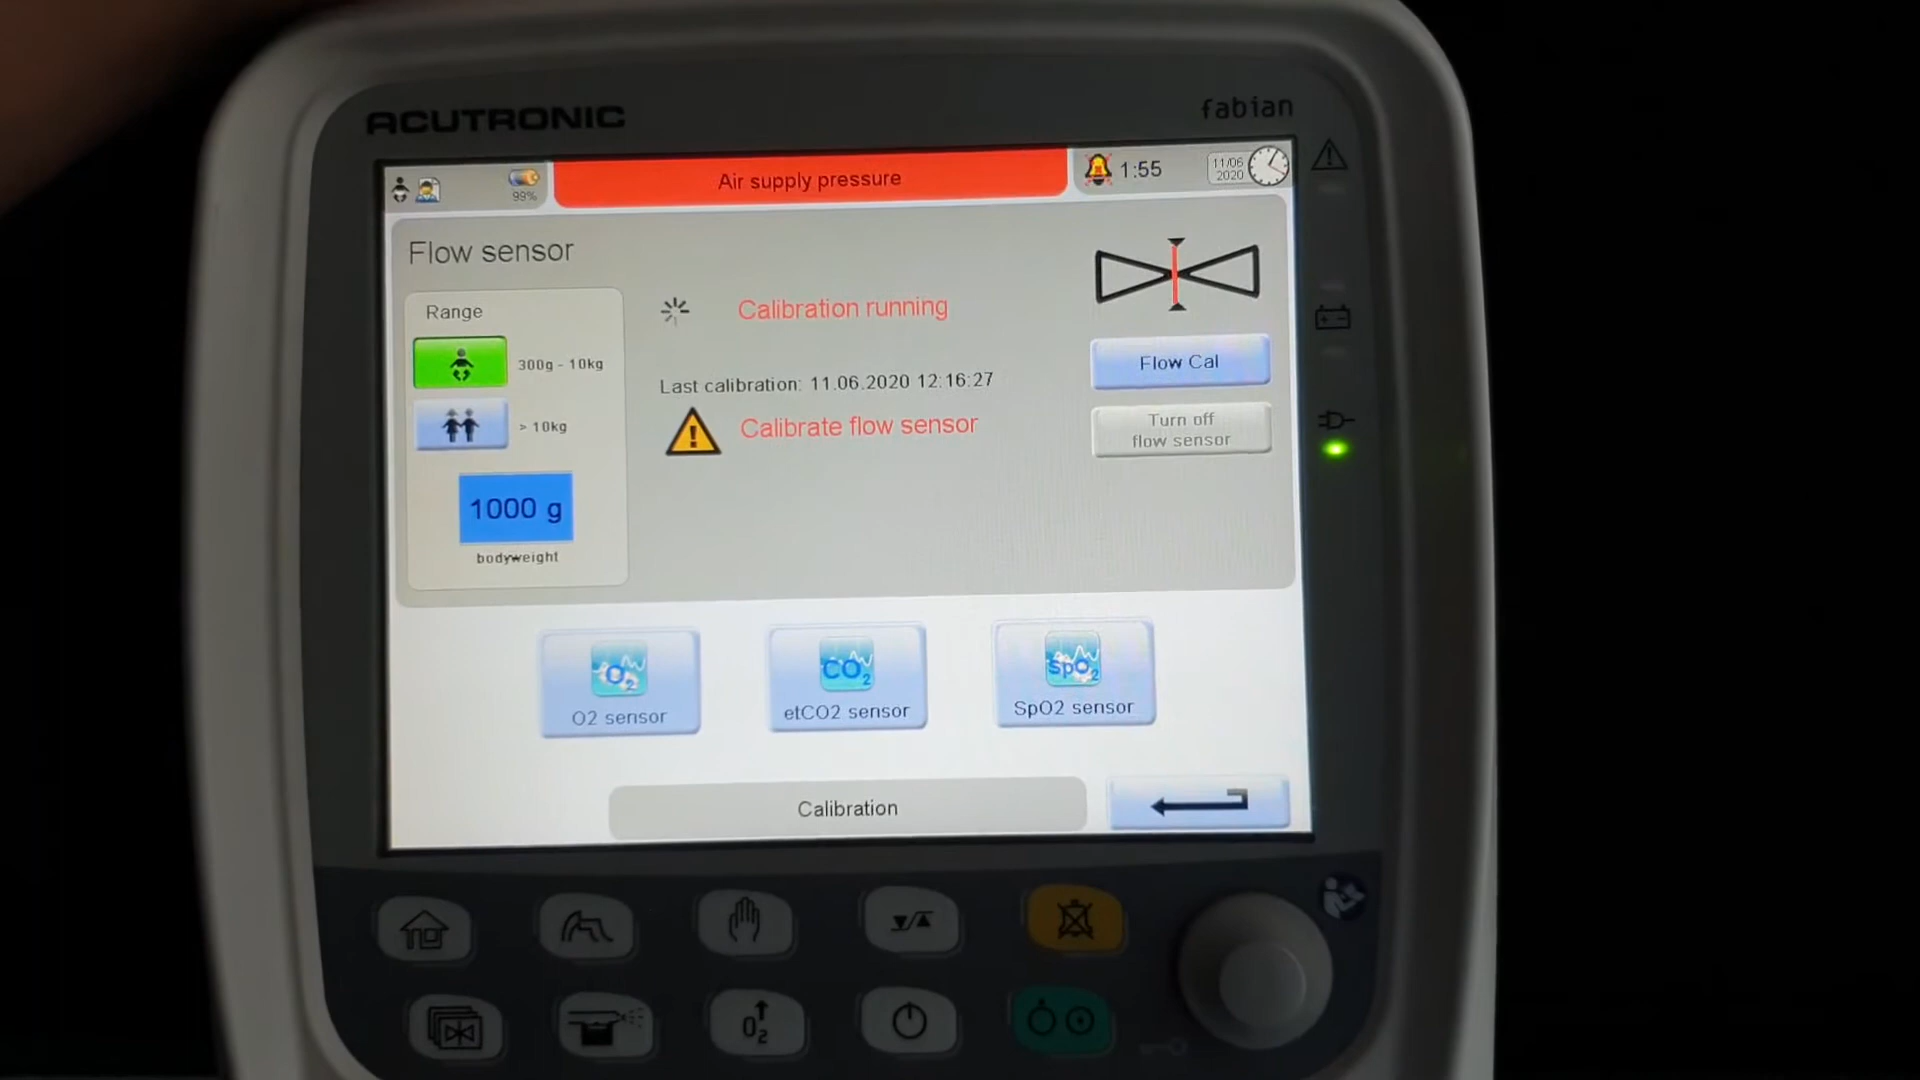 ACUTRONIC
fabian
99%
Air supply pressure
1:55
11/06
2020
Flow sensor
Range
300g - 10kg
> 10kg
1000 g
bodyweight
Calibration running
Last calibration: 11.06.2020 12:16:27
Calibrate flow sensor
Flow Cal
Turn off
flow sensor
O2
O2 sensor
CO2
etCO2 sensor
SpO2
SpO2 sensor
Calibration
O2